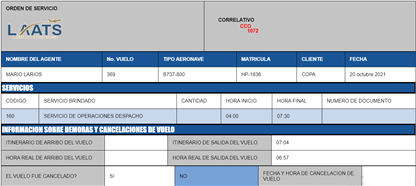 ORDEN DE SERVICIO
LAATS
CORRELATIVO
CCO
1072
NOMBRE DEL AGENTE No. VUELO TIPO AERONAVE MATRICULA CLIENTE FECHA
MARIO LARIOS 389 B737-800 HP-1836 COPA 20 octubre 2021
SERVICIOS
CODIGO SERVICIO BRINDADO CANTIDAD HORA INICIO HORA FINAL NUMERO DE DOCUMENTO
100 SERVICIO DE OPERACIONES DESPACHO 04:00 07:30
INFORMACION SOBRE DEMORAS Y CANCELACIONES DE VUELO
ITINERARIO DE ARRIBO DEL VUELO ITINERARIO DE SALIDA DEL VUELO 07:04
HORA REAL DE ARRIBO DEL VUELO HORA REAL DE SALIDA DEL VUELO 06:57
EL VUELO FUE CANCELADO? SI NO FECHA Y HORA DE CANCELACION DE
VUELO